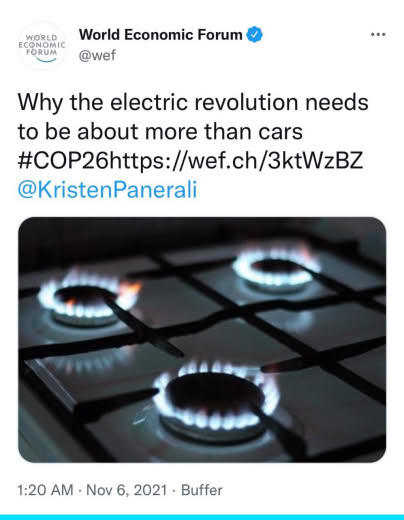 WORLD
ECONOMIC
FORUM
World Economic Forum
@wef
Why the electric revolution needs
to be about more than cars
#COP26https://wef.ch/3ktWzBZ
@KristenPanerali
1:20 AM · Nov 6, 2021 · Buffer